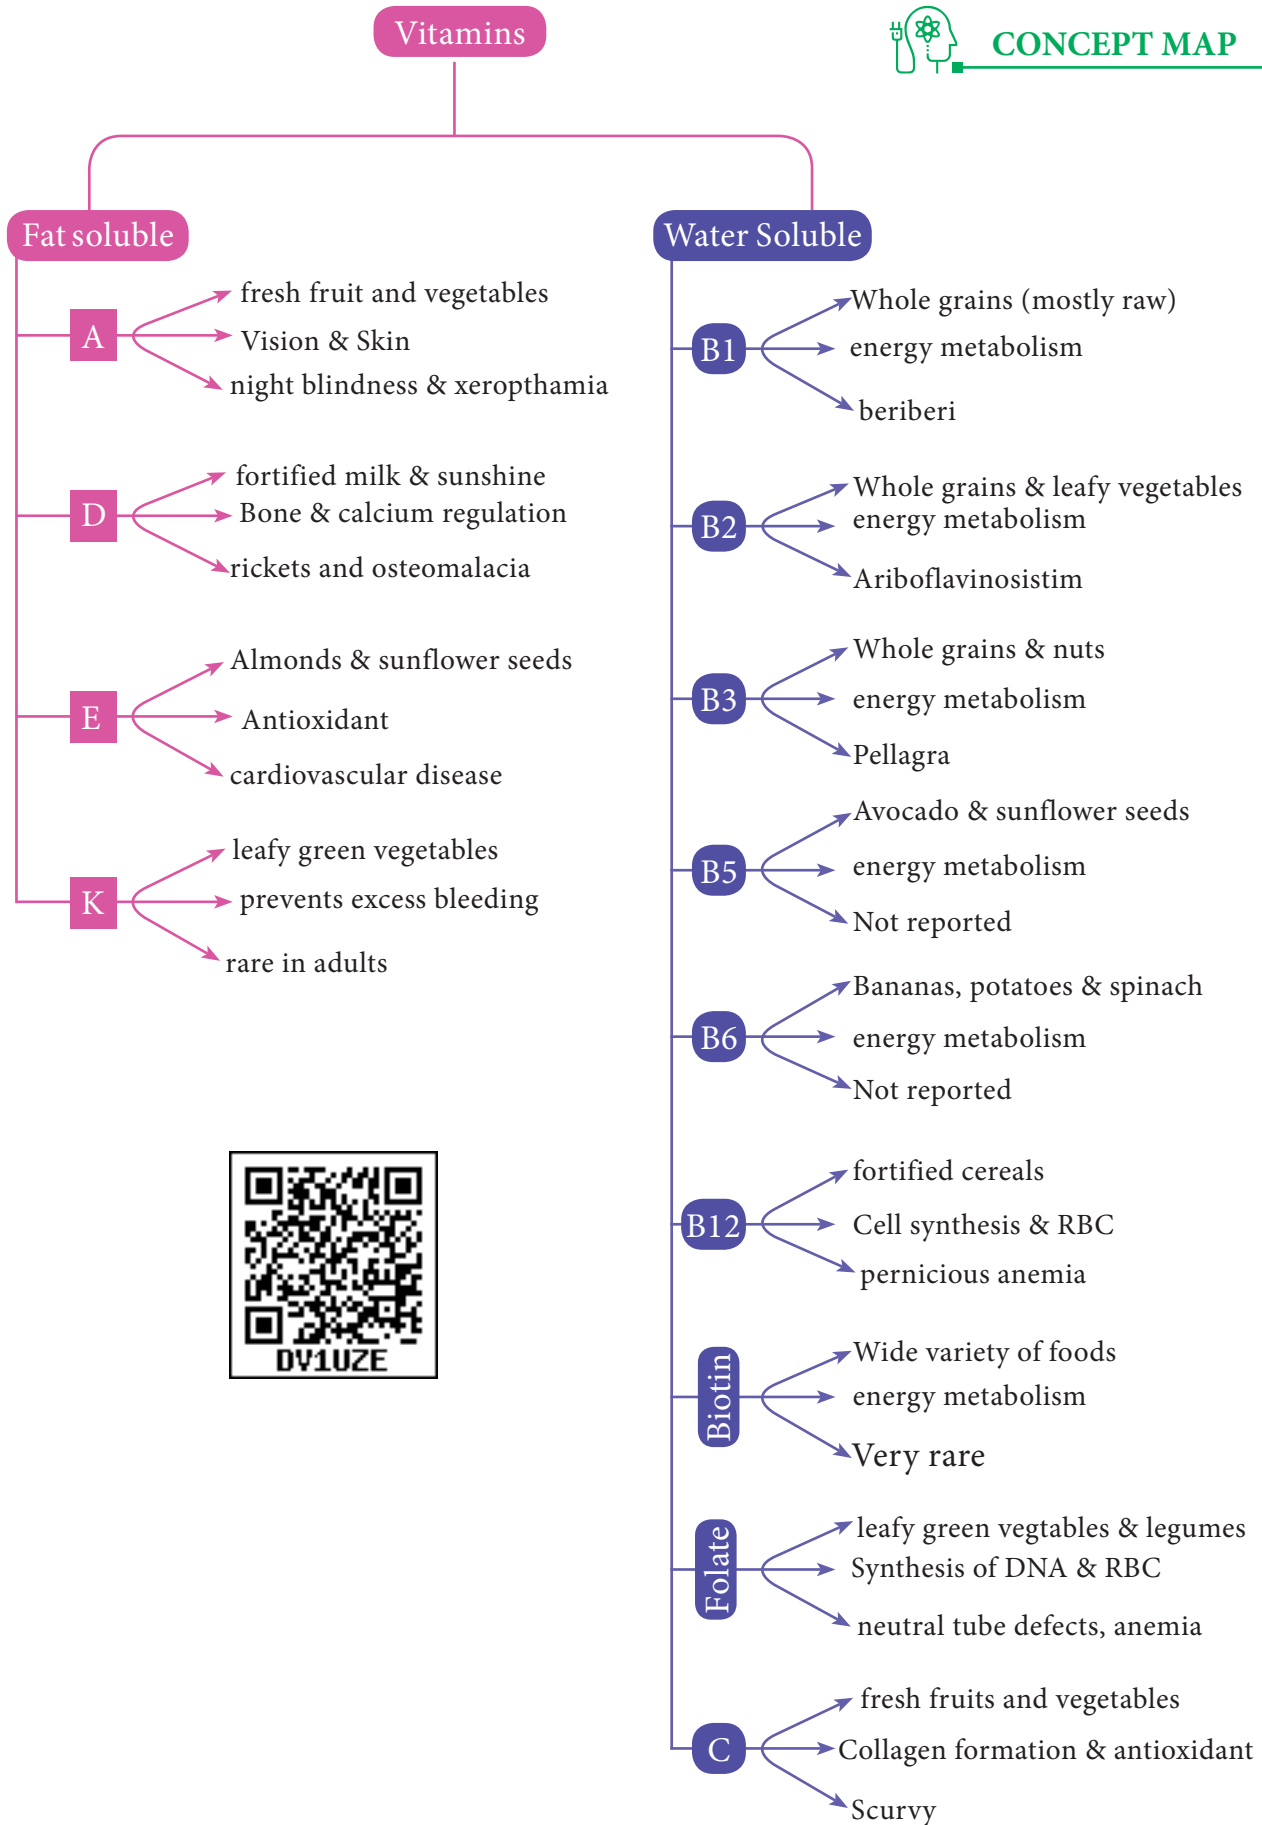 Vitamins
CONCEPT MAP
Fat soluble
A
fresh fruit and vegetables
Vision & Skin
night blindness & xeropthamia
D
fortified milk & sunshine
Bone & calcium regulation
rickets and osteomalacia
E
Almonds & sunflower seeds
Antioxidant
cardiovascular disease
K
leafy green vegetables
prevents excess bleeding
rare in adults
DV1UZE
Water Soluble
B1
Whole grains (mostly raw)
energy metabolism
beriberi
B2
Whole grains & leafy vegetables
energy metabolism
Ariboflavinosistim
B3
Whole grains & nuts
energy metabolism
Pellagra
B5
Avocado & sunflower seeds
energy metabolism
Not reported
B6
Bananas, potatoes & spinach
energy metabolism
Not reported
B12
fortified cereals
Cell synthesis & RBC
pernicious anemia
Biotin
Wide variety of foods
energy metabolism
Very rare
Folate
leafy green vegtables & legumes
Synthesis of DNA & RBC
neutral tube defects, anemia
C
fresh fruits and vegetables
Collagen formation & antioxidant
Scurvy